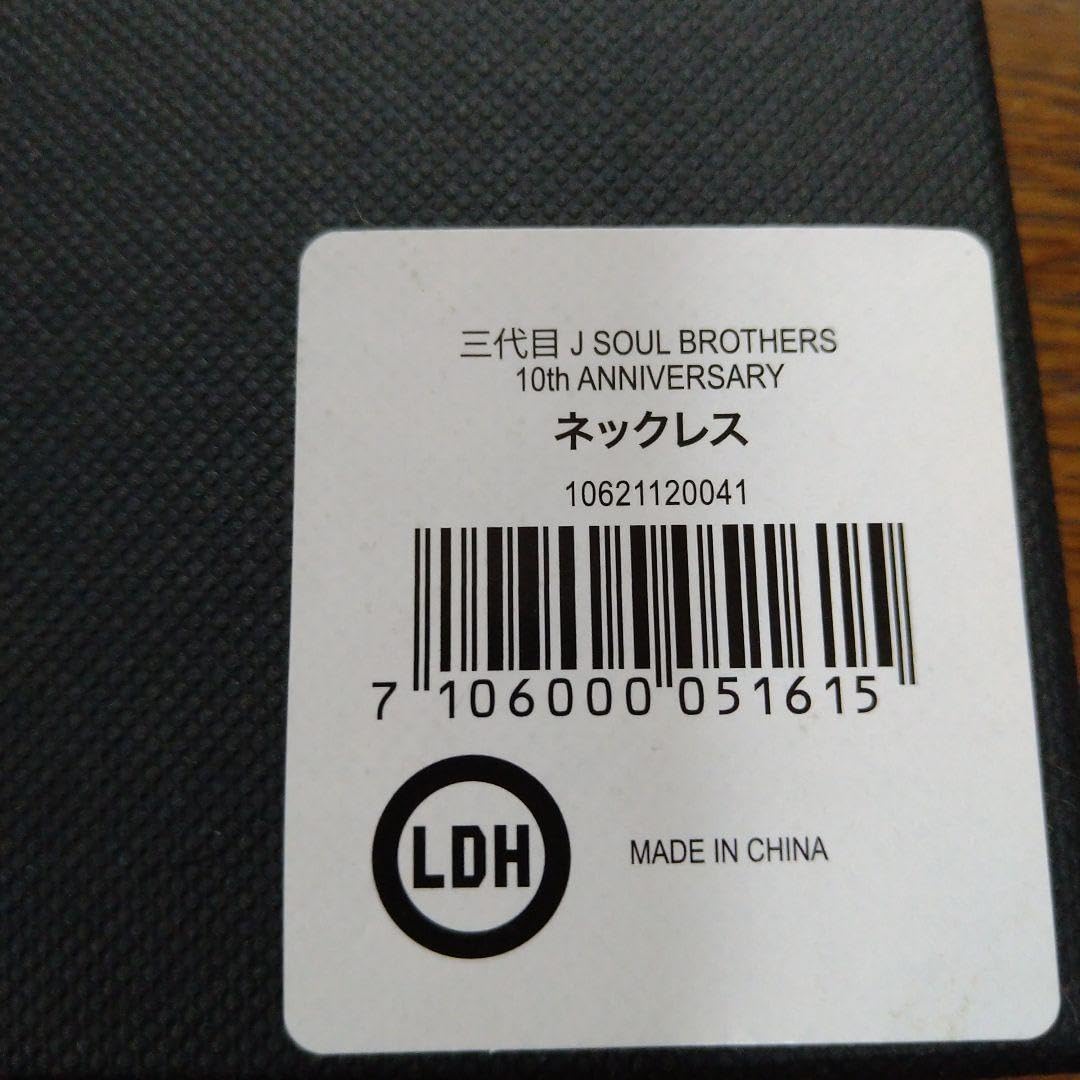 三代目 J SOUL BROTHERS
10th ANNIVERSARY
ネックレス
10621120041
7 106000 051615
LDH
MADE IN CHINA